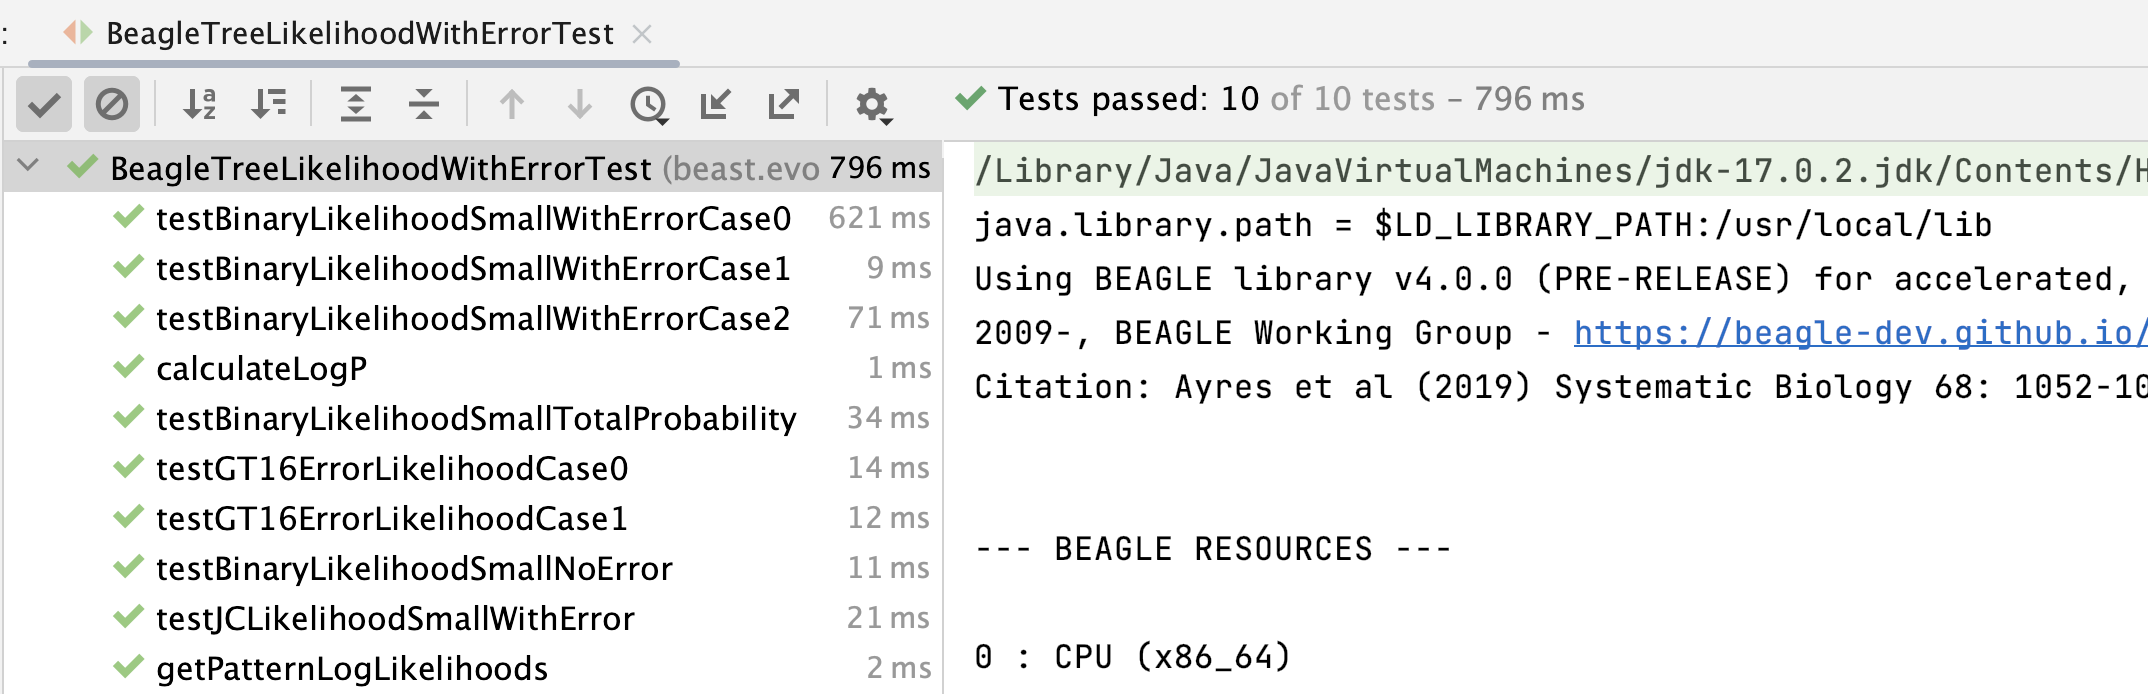 :
BeagleTreeLikelihoodWithErrorTest
Tests passed: 10 of 10 tests – 796 ms
BeagleTreeLikelihoodWithErrorTest (beast.evo 796 ms
testBinaryLikelihoodSmallWithErrorCase0 621 ms
testBinaryLikelihoodSmallWithErrorCase1 9 ms
testBinaryLikelihoodSmallWithErrorCase2 71 ms
calculateLogP 1 ms
testBinaryLikelihoodSmallTotalProbability 34 ms
testGT16ErrorLikelihoodCase0 14 ms
testGT16ErrorLikelihoodCase1 12 ms
testBinaryLikelihoodSmallNoError 11 ms
testJCLikelihoodSmallWithError 21 ms
getPatternLogLikelihoods 2 ms
/Library/Java/JavaVirtualMachines/jdk-17.0.2.jdk/Contents/H
java.library.path = $LD_LIBRARY_PATH:/usr/local/lib
Using BEAGLE library v4.0.0 (PRE-RELEASE) for accelerated,
2009-, BEAGLE Working Group - https://beagle-dev.github.io/
Citation: Ayres et al (2019) Systematic Biology 68: 1052-10
--- BEAGLE RESOURCES ---
0 : CPU (x86_64)